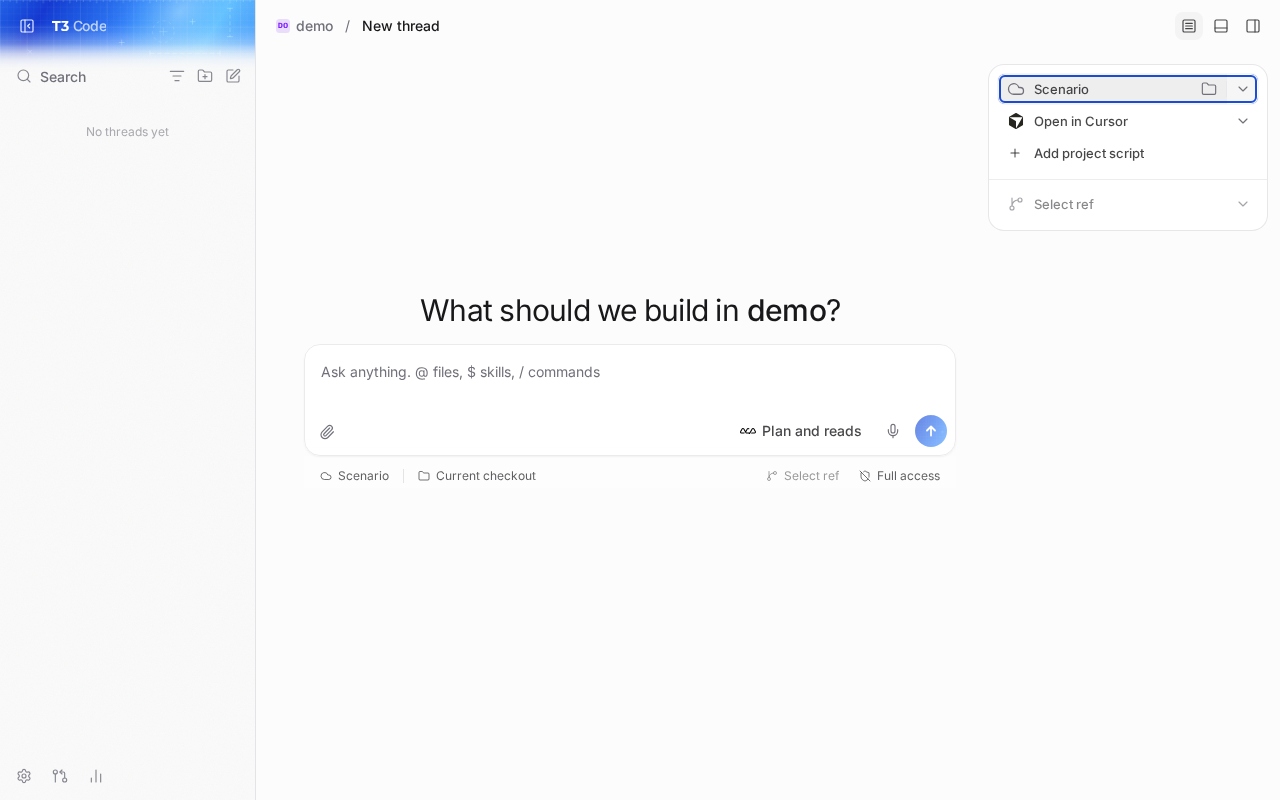 T3 Code
DO demo / New thread
Search
No threads yet
Scenario
Open in Cursor
Add project script
Select ref
What should we build in demo?
Ask anything. @ files, $ skills, / commands
Plan and reads
Scenario
Current checkout
Select ref
Full access